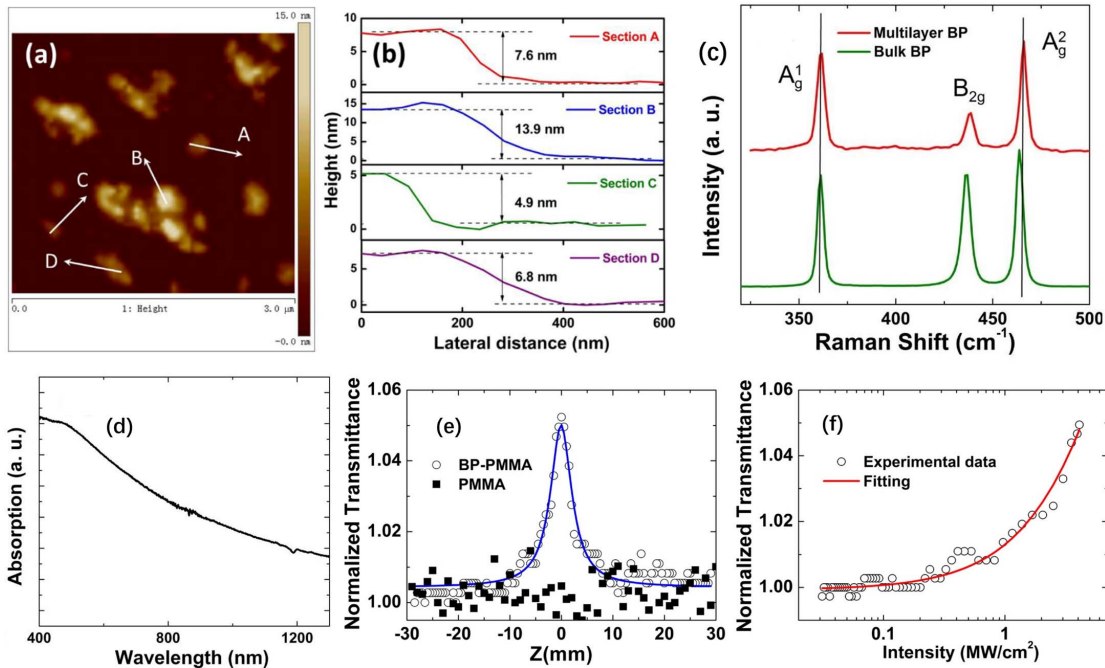 (a)
A
B
C
D
15.0 nm
-0.0 nm
0.0
1: Height
3.0 μm
(b)
Height (nm)
10
5
0
Section A
7.6 nm
15
10
5
0
Section B
13.9 nm
5
0
Section C
4.9 nm
5
0
Section D
6.8 nm
0
200
400
600
Lateral distance (nm)
(c)
Intensity (a. u.)
Multilayer BP
Bulk BP
A_g^1
B_2g
A_g^2
350
400
450
500
Raman Shift (cm⁻¹)
(d)
Absorption (a. u.)
400
800
1200
Wavelength (nm)
(e)
Normalized Transmittance
1.06
1.04
1.02
1.00
BP-PMMA
PMMA
-30
-20
-10
0
10
20
30
Z(mm)
(f)
Normalized Transmittance
1.06
1.04
1.02
1.00
Experimental data
Fitting
0.1
1
Intensity (MW/cm²)